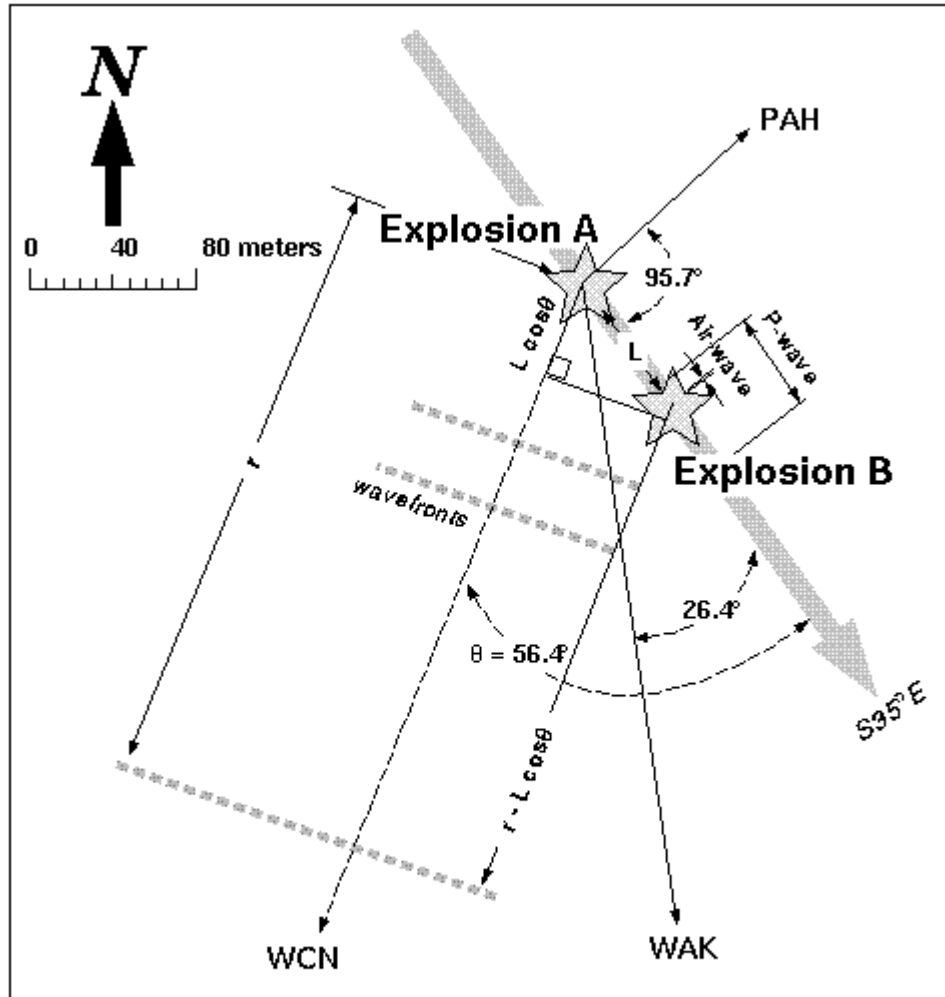 N
PAH
Explosion A
0 40 80 meters
95.7°
L cosθ
L
Air-wave
P-wave
Explosion B
r
wavefronts
26.4°
θ = 56.4°
S35°E
r - L cosθ
WCN
WAK